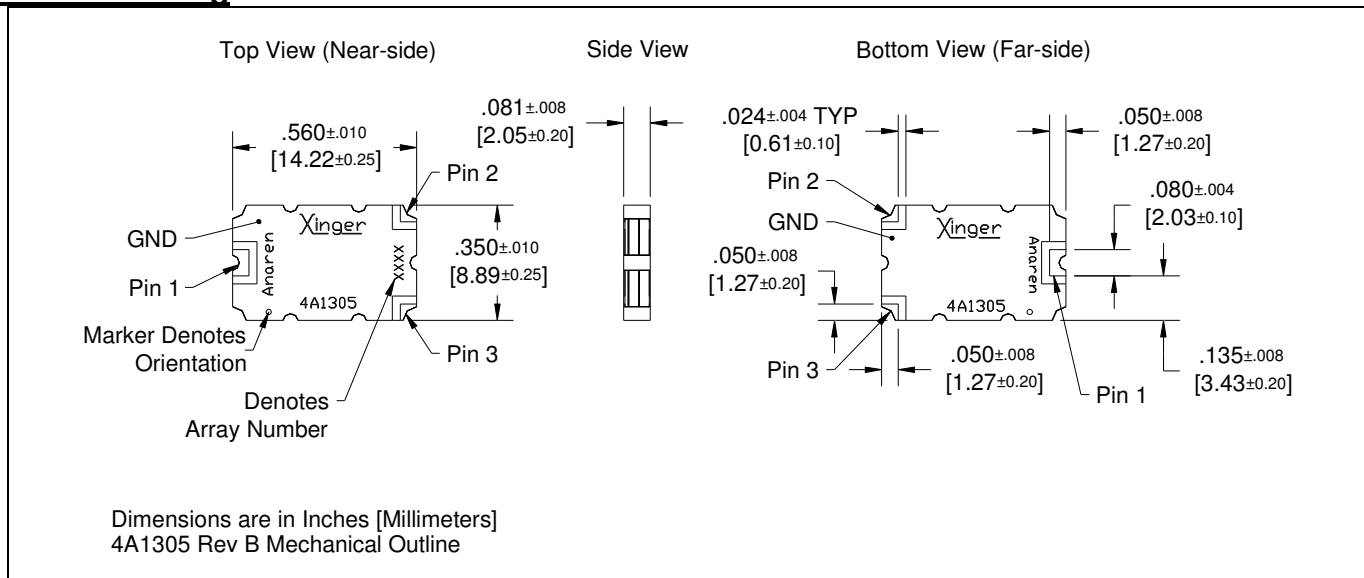 Top View (Near-side)
Side View
Bottom View (Far-side)
.560±.010
[14.22±0.25]
.081±.008
[2.05±0.20]
.024±.004 TYP
[0.61±0.10]
.050±.008
[1.27±0.20]
Pin 2
GND
Pin 1
Xinger
Anaren
XXXX
4A1305
.350±.010
[8.89±0.25]
Marker Denotes
Orientation
Pin 3
Denotes
Array Number
Pin 2
GND
.050±.008
[1.27±0.20]
Pin 3
Xinger
Anaren
4A1305
.080±.004
[2.03±0.10]
.050±.008
[1.27±0.20]
Pin 1
.135±.008
[3.43±0.20]
Dimensions are in Inches [Millimeters]
4A1305 Rev B Mechanical Outline